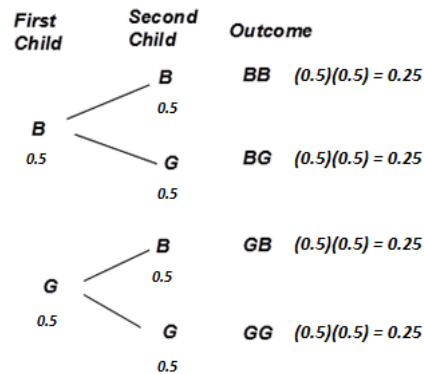 First Child
Second Child
Outcome
B
0.5
B
0.5
BB (0.5)(0.5) = 0.25
G
0.5
BG (0.5)(0.5) = 0.25
G
0.5
B
0.5
GB (0.5)(0.5) = 0.25
G
0.5
GG (0.5)(0.5) = 0.25